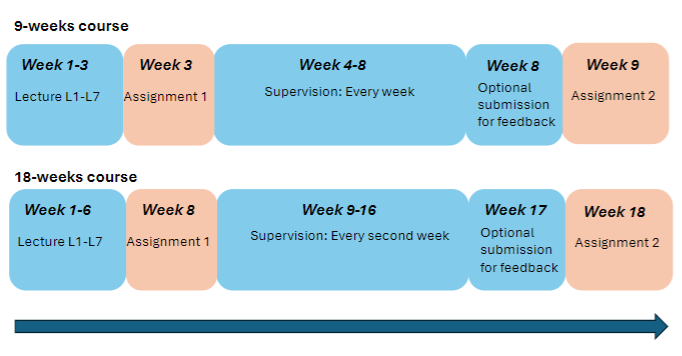 9-weeks course
Week 1-3
Lecture L1-L7
Week 3
Assignment 1
Week 4-8
Supervision: Every week
Week 8
Optional
submission
for feedback
Week 9
Assignment 2
18-weeks course
Week 1-6
Lecture L1-L7
Week 8
Assignment 1
Week 9-16
Supervision: Every second week
Week 17
Optional
submission
for feedback
Week 18
Assignment 2